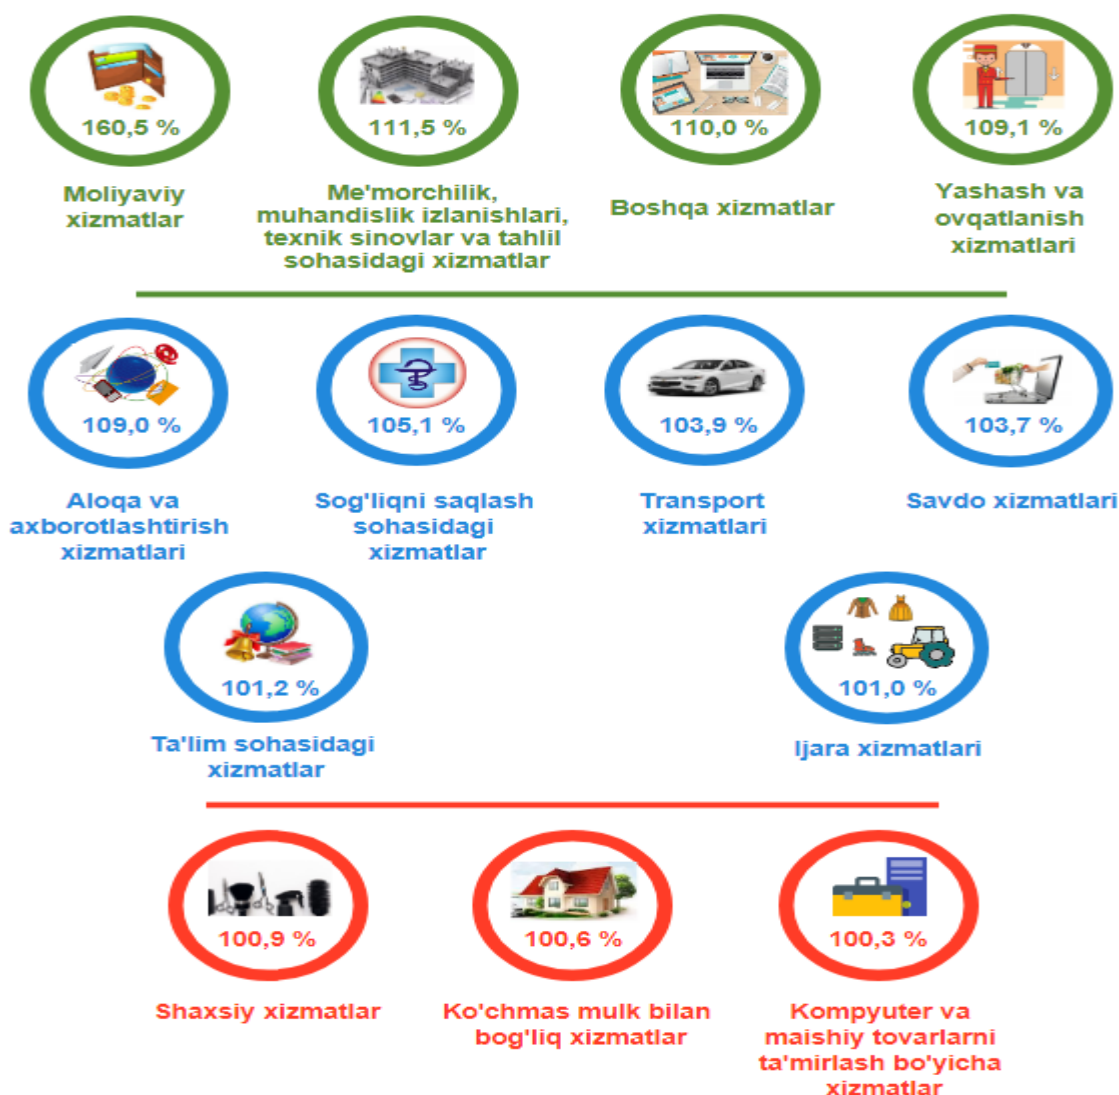 160,5 %
Moliyaviy
xizmatlar
111,5 %
Me'morchilik,
muhandislik izlanishlari,
texnik sinovlar va tahlil
sohasidagi xizmatlar
110,0 %
Boshqa xizmatlar
109,1 %
Yashash va
ovqatlanish
xizmatlari
109,0 %
Aloqa va
axborotlashtirish
xizmatlari
105,1 %
Sog'liqni saqlash
sohasidagi
xizmatlar
103,9 %
Transport
xizmatlari
103,7 %
Savdo xizmatlari
101,2 %
Ta'lim sohasidagi
xizmatlar
101,0 %
Ijara xizmatlari
100,9 %
Shaxsiy xizmatlar
100,6 %
Ko'chmas mulk bilan
bog'liq xizmatlar
100,3 %
Kompyuter va
maishiy tovarlarni
ta'mirlash bo'yicha
xizmatlar